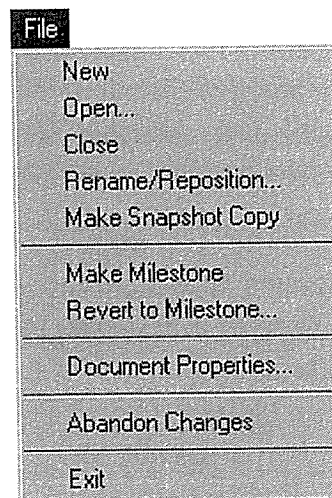 File
New
Open...
Close
Rename/Reposition...
Make Snapshot Copy
Make Milestone
Revert to Milestone...
Document Properties...
Abandon Changes
Exit